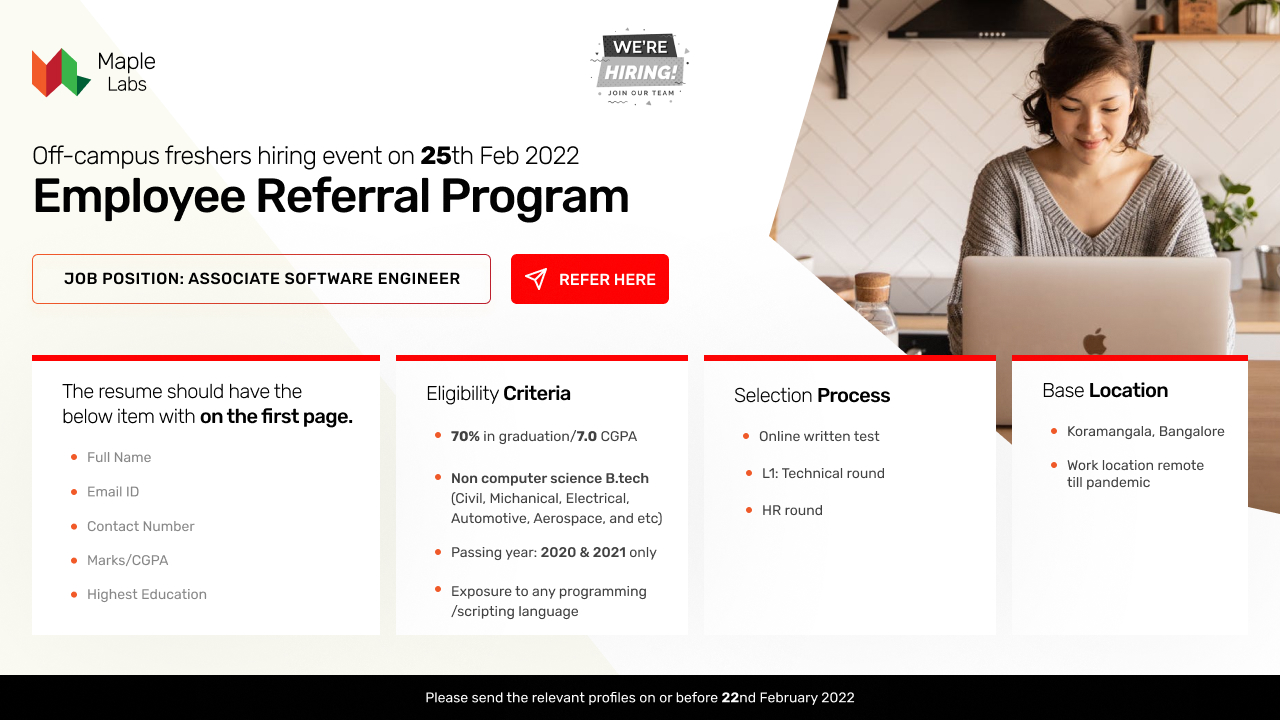 Maple
Labs
WE'RE
HIRING!
JOIN OUR TEAM
Off-campus freshers hiring event on 25th Feb 2022
Employee Referral Program
JOB POSITION: ASSOCIATE SOFTWARE ENGINEER
REFER HERE
The resume should have the
below item with on the first page.
Full Name
Email ID
Contact Number
Marks/CGPA
Highest Education
Eligibility Criteria
70% in graduation/7.0 CGPA
Non computer science B.tech
(Civil, Michanical, Electrical,
Automotive, Aerospace, and etc)
Passing year: 2020 & 2021 only
Exposure to any programming
/scripting language
Selection Process
Online written test
L1: Technical round
HR round
Base Location
Koramangala, Bangalore
Work location remote
till pandemic
Please send the relevant profiles on or before 22nd February 2022